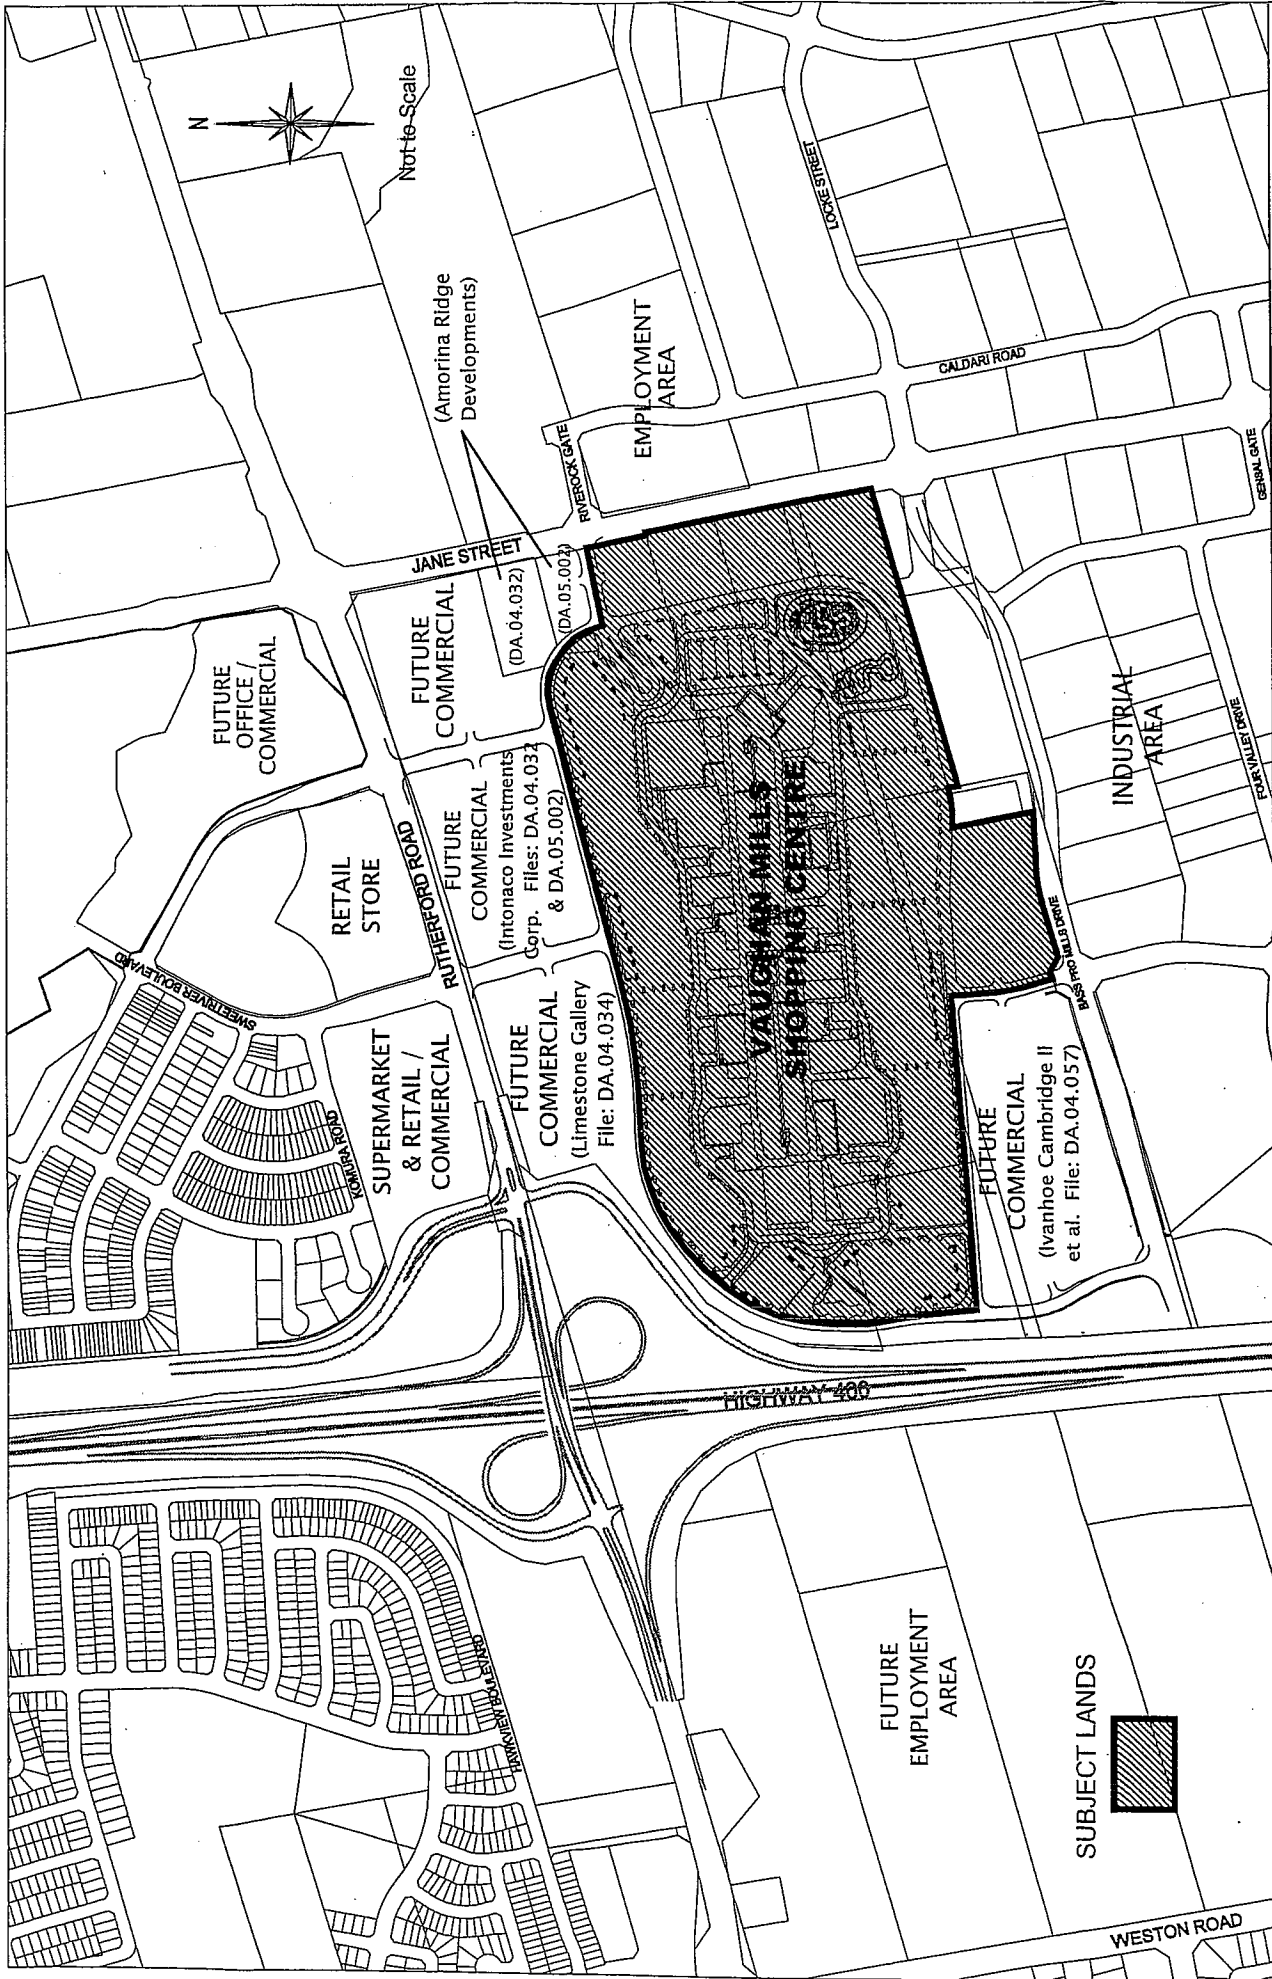 N
Not to Scale
(Amorina Ridge
Developments)
EMPLOYMENT
AREA
LOCKE STREET
CALDARI ROAD
RIVEROCK GATE
GENSAL GATE
JANE STREET
(DA.04.032)
(DA.05.002)
FUTURE
OFFICE /
COMMERCIAL
FUTURE
COMMERCIAL
FUTURE
COMMERCIAL
(Intonaco Investments
Corp. Files: DA.04.032
& DA.05.002)
RETAIL
STORE
RUTHERFORD ROAD
SWEETRIVER BOULEVARD
KOMURA ROAD
SUPERMARKET
& RETAIL /
COMMERCIAL
FUTURE
COMMERCIAL
(Limestone Gallery
File: DA.04.034)
VAUGHAN MILLS
SHOPPING CENTRE
INDUSTRIAL
AREA
FOUR VALLEY DRIVE
BASS PRO MILLS DRIVE
FUTURE
COMMERCIAL
(Ivanhoe Cambridge II
et al. File: DA.04.057)
HIGHWAY 400
HAWKVIEW BOULEVARD
FUTURE
EMPLOYMENT
AREA
SUBJECT LANDS
WESTON ROAD